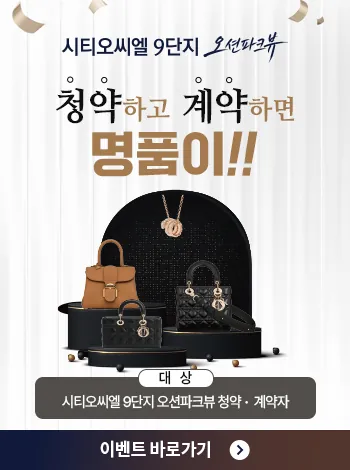 시티오씨엘 9단지 오션파크뷰
청약하고 계약하면
명품이!!
대 상
시티오씨엘 9단지 오션파크뷰 청약 · 계약자
이벤트 바로가기